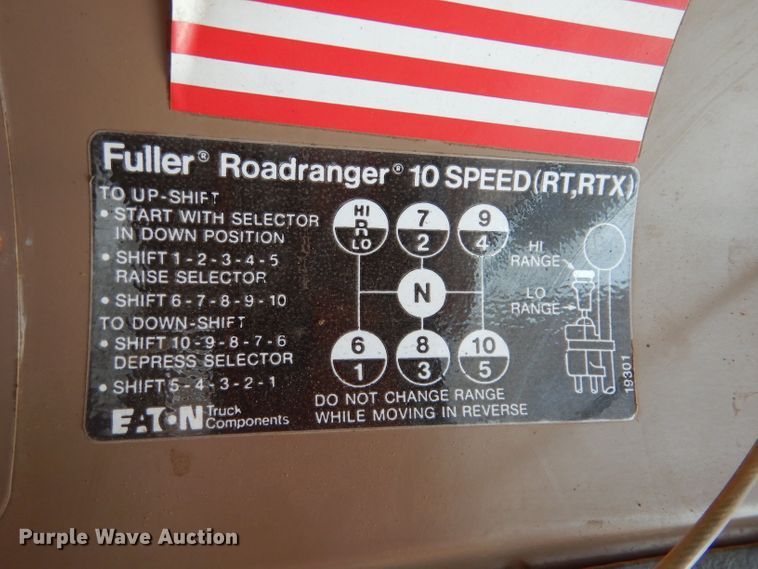 Fuller® Roadranger® 10 SPEED(RT,RTX)
TO UP-SHIFT
• START WITH SELECTOR
IN DOWN POSITION
• SHIFT 1-2-3-4-5
RAISE SELECTOR
• SHIFT 6-7-8-9-10
TO DOWN-SHIFT
• SHIFT 10-9-8-7-6
DEPRESS SELECTOR
• SHIFT 5-4-3-2-1
EATON Truck
Components
HI
R
LO
7
2
9
4
N
6
1
8
3
10
5
DO NOT CHANGE RANGE
WHILE MOVING IN REVERSE
HI
RANGE
LO
RANGE
19301
Purple Wave Auction